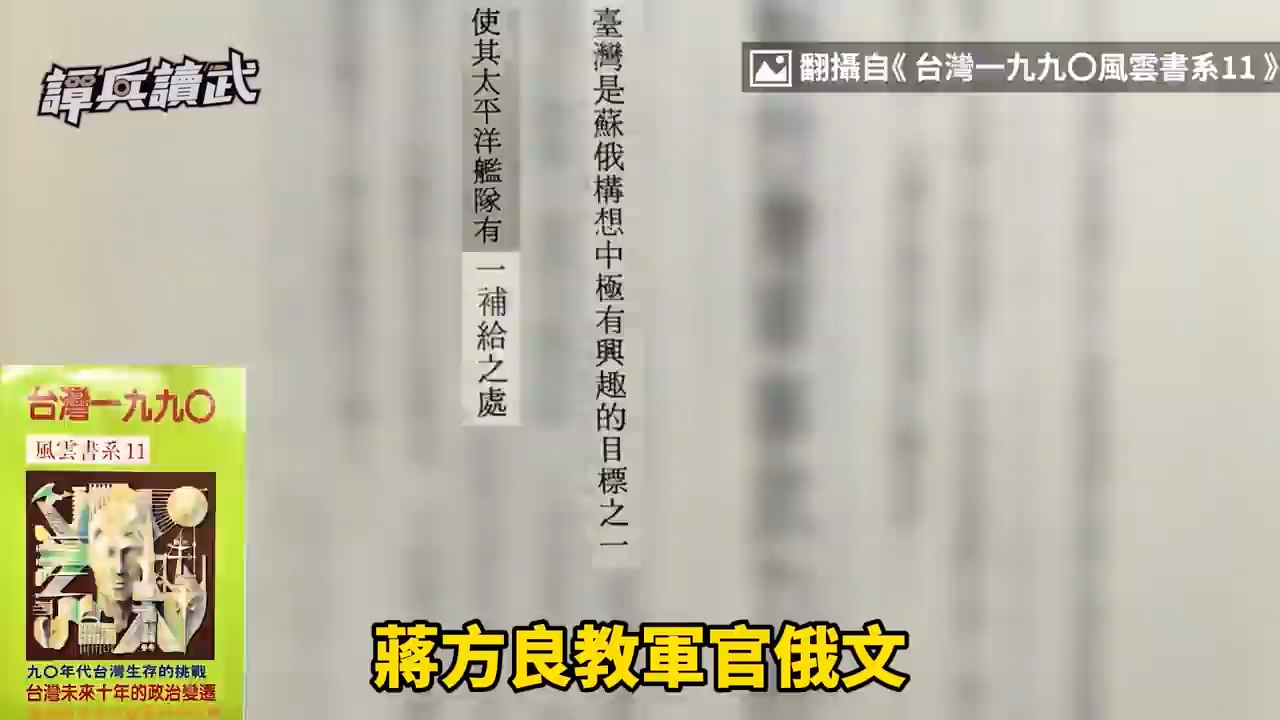 譚兵讀武
翻攝自《台灣一九九〇風雲書系11》
臺灣是蘇俄構想中極有興趣的目標之一
使其太平洋艦隊有
一補給之處
台灣一九九〇
風雲書系11
九〇年代台灣生存的挑戰
台灣未來十年的政治變遷
蔣方良教軍官俄文